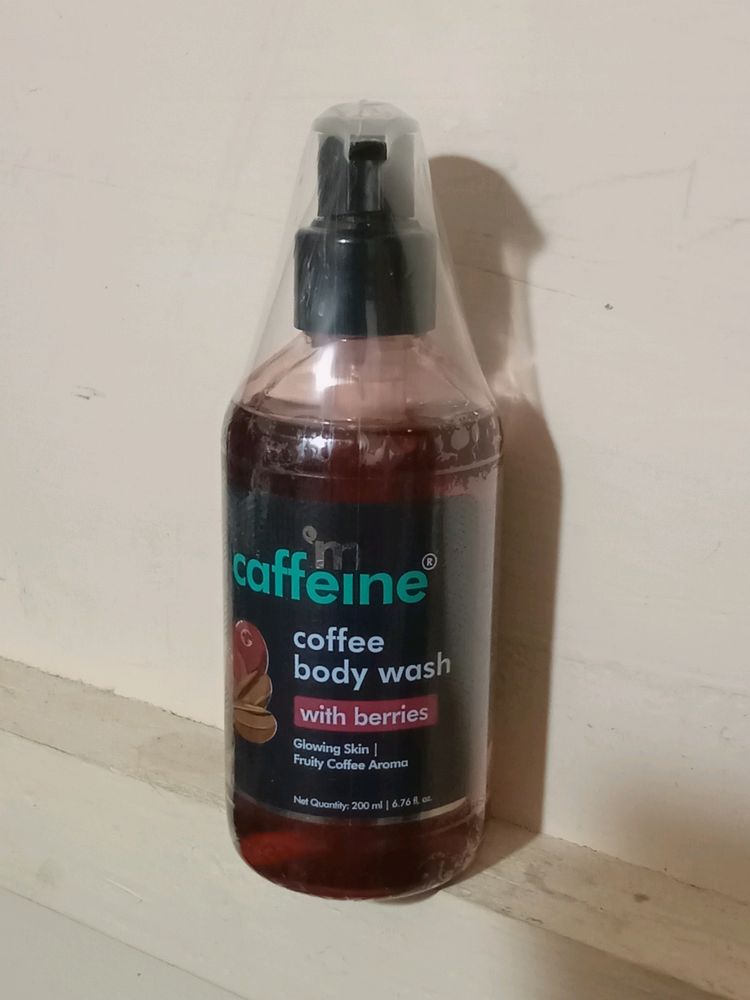 'm
caffeine®
coffee
body wash
with berries
Glowing Skin |
Fruity Coffee Aroma
Net Quantity: 200 ml | 6.76 fl. oz.